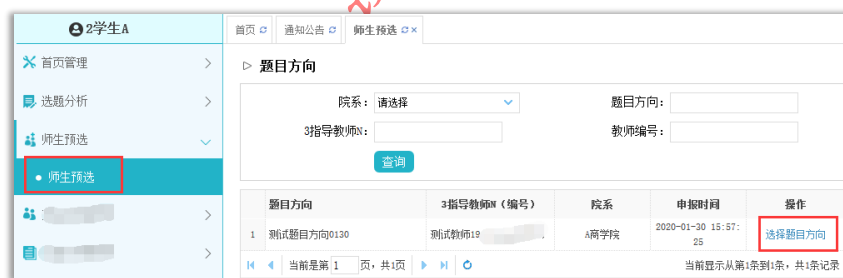 2学生A
首页 通知公告 师生预选
首页管理
题目方向
选题分析
院系： 请选择 题目方向：
师生预选
3指导教师N： 教师编号：
查询
师生预选
题目方向 3指导教师N（编号） 院系 申报时间 操作
1 测试题目方向0130 测试教师19 A商学院 2020-01-30 15:57:
25 选择题目方向
当前是第 1 页，共1页 当前显示从第1条到1条，共1条记录